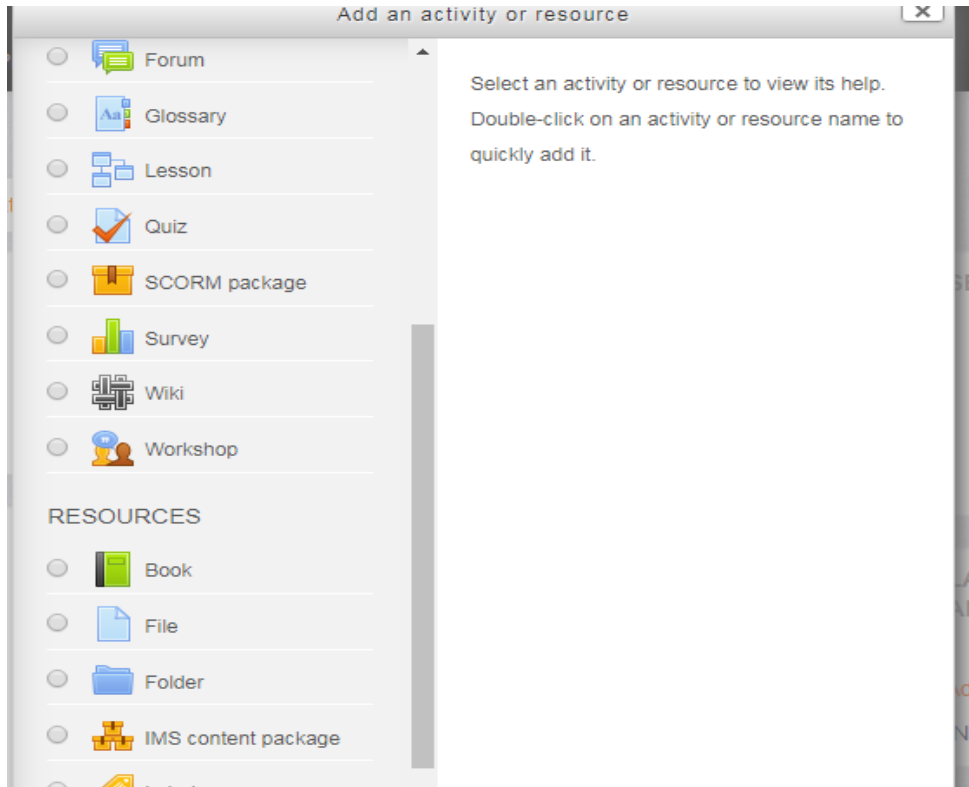 Add an activity or resource
Forum
Glossary
Lesson
Quiz
SCORM package
Survey
Wiki
Workshop
RESOURCES
Book
File
Folder
IMS content package
Select an activity or resource to view its help.
Double-click on an activity or resource name to
quickly add it.